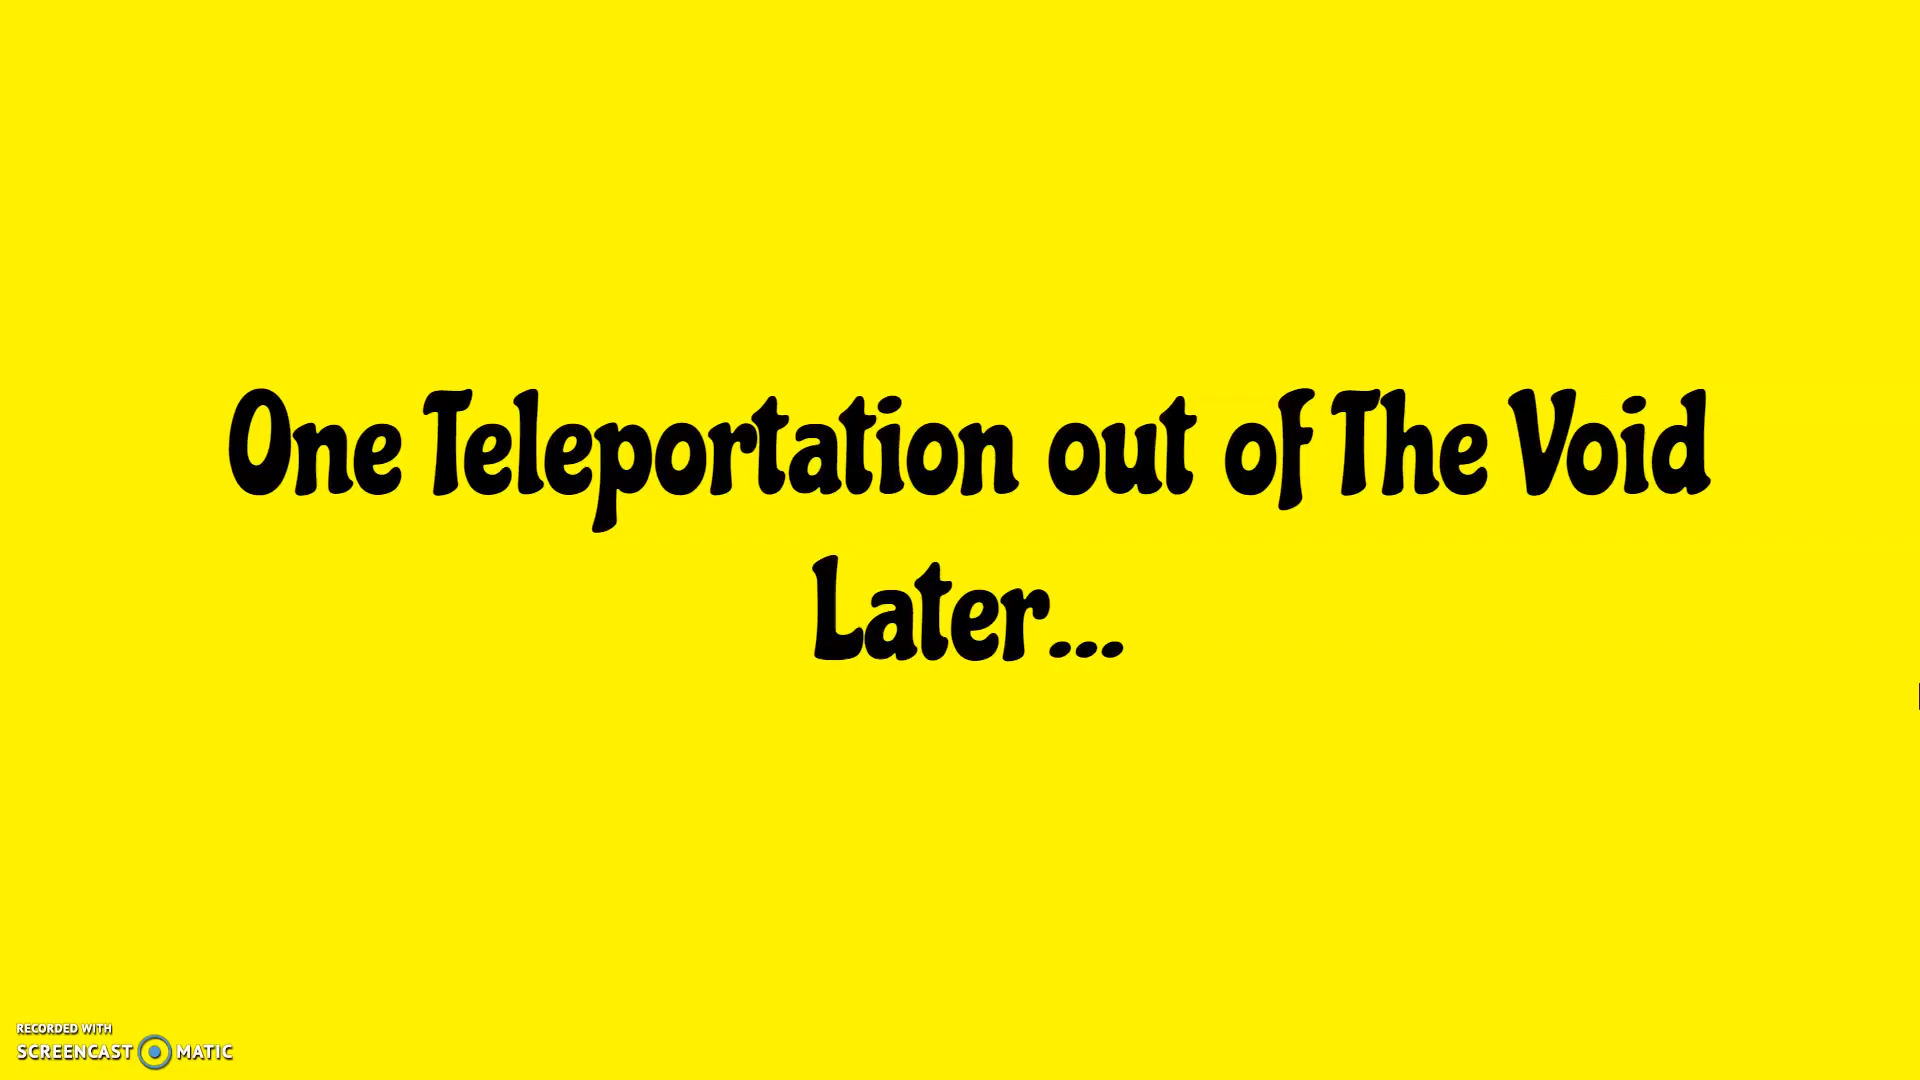 One Teleportation out of The Void
Later...
RECORDED WITH
SCREENCAST MATIC